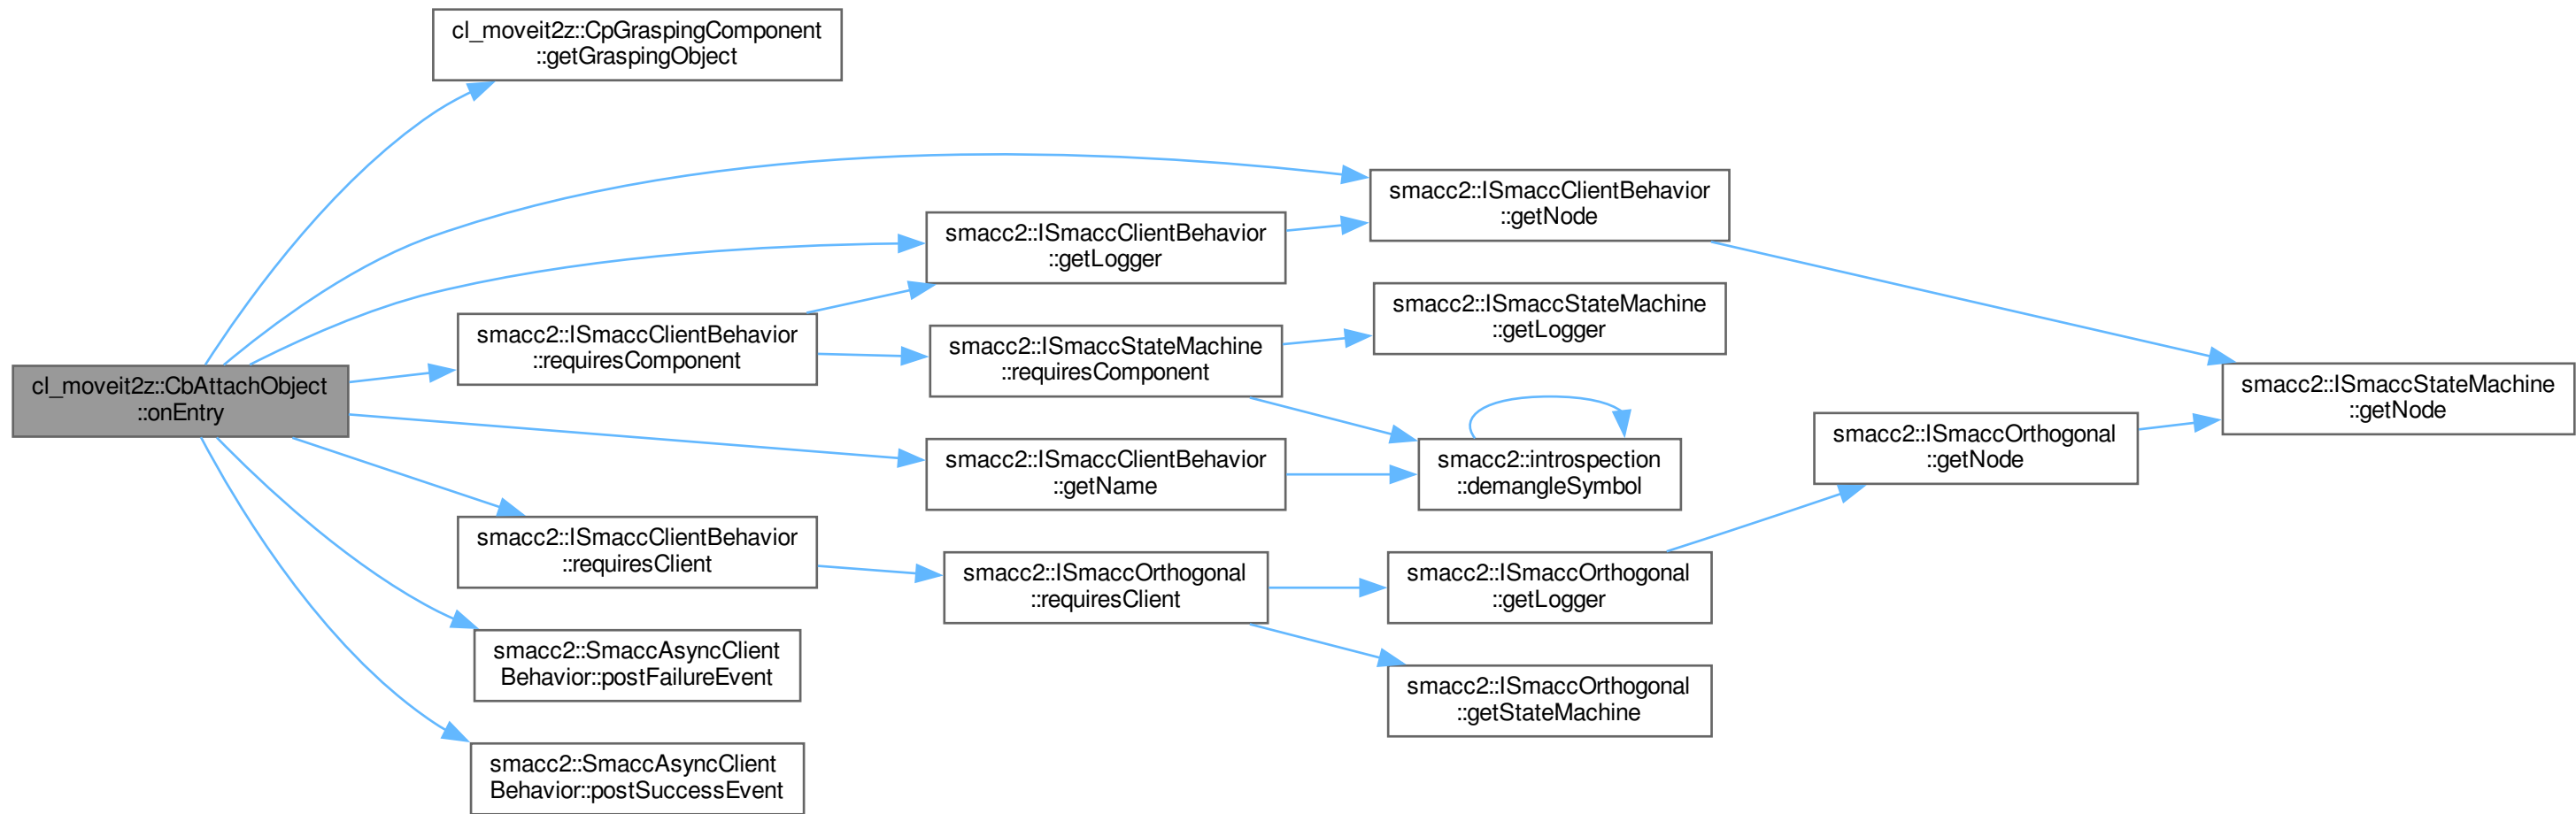 cl_moveit2z::CpGraspingComponent
::getGraspingObject
smacc2::ISmaccClientBehavior
::getNode
smacc2::ISmaccClientBehavior
::getLogger
smacc2::ISmaccStateMachine
::getLogger
smacc2::ISmaccClientBehavior
::requiresComponent
smacc2::ISmaccStateMachine
::requiresComponent
cl_moveit2z::CbAttachObject
::onEntry
smacc2::ISmaccStateMachine
::getNode
smacc2::ISmaccOrthogonal
::getNode
smacc2::ISmaccClientBehavior
::getName
smacc2::introspection
::demangleSymbol
smacc2::ISmaccClientBehavior
::requiresClient
smacc2::ISmaccOrthogonal
::requiresClient
smacc2::ISmaccOrthogonal
::getLogger
smacc2::SmaccAsyncClient
Behavior::postFailureEvent
smacc2::ISmaccOrthogonal
::getStateMachine
smacc2::SmaccAsyncClient
Behavior::postSuccessEvent